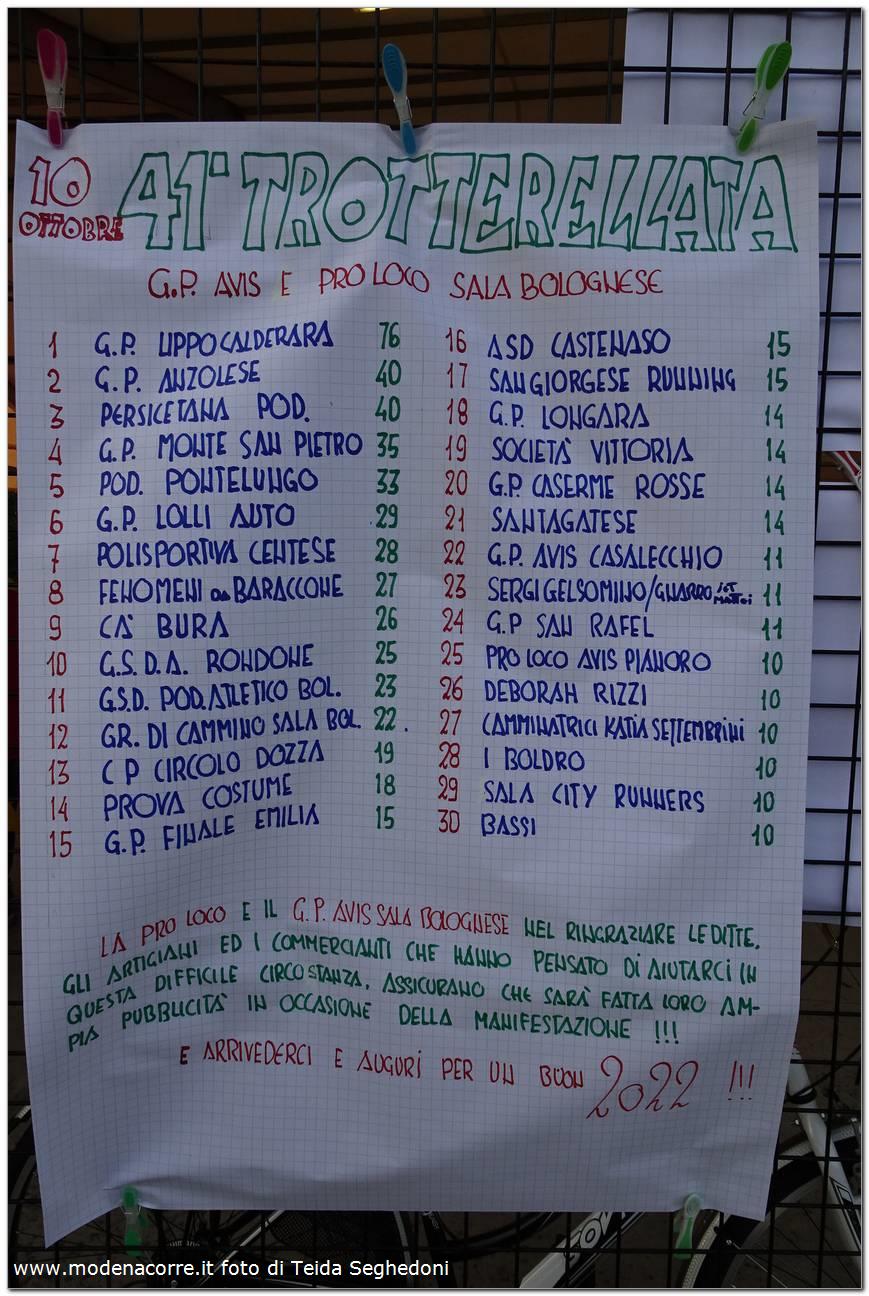 10
OTTOBRE
41° TROTTERELLATA
G.P. AVIS E PRO LOCO SALA BOLOGNESE
1 G.P. LIPPO CALDERARA 76
2 G.P. ANZOLESE 40
3 PERSICETANA POD. 40
4 G.P. MONTE SAN PIETRO 35
5 POD. PONTELUNGO 33
6 G.P. LOLLI AUTO 29
7 POLISPORTIVA CENTESE 28
8 FENOMENI DA BARACCONE 27
9 CA' BURA 26
10 G.S.D.A. RONDONE 25
11 G.S.D. POD. ATLETICO BOL. 23
12 GR. DI CAMMINO SALA BOL. 22.
13 C P CIRCOLO DOZZA 19
14 PROVA COSTUME 18
15 G.P. FINALE EMILIA 15
16 ASD CASTENASO 15
17 SANGIORGESE RUNNING 15
18 G.P. LONGARA 14
19 SOCIETÀ VITTORIA 14
20 G.P. CASERME ROSSE 14
21 SANTAGATESE 14
22 G.P. AVIS CASALECCHIO 11
23 SERGI GELSOMINO/GNARRO JET MATTEI 11
24 G.P SAN RAFEL 11
25 PRO LOCO AVIS PIANORO 10
26 DEBORAH RIZZI 10
27 CAMMINATRICI KATIA SETTEMBRINI 10
28 I BOLDRO 10
29 SALA CITY RUNNERS 10
30 BASSI 10
LA PRO LOCO E IL G.P. AVIS SALA BOLOGNESE NEL RINGRAZIARE LE DITTE,
GLI ARTIGIANI ED I COMMERCIANTI CHE HANNO PENSATO DI AIUTARCI IN
QUESTA DIFFICILE CIRCOSTANZA, ASSICURANO CHE SARÀ FATTA LORO AM-
PIA PUBBLICITÀ IN OCCASIONE DELLA MANIFESTAZIONE !!!
E ARRIVEDERCI E AUGURI PER UN BUON 2022 !!!
www.modenacorre.it foto di Teida Seghedoni